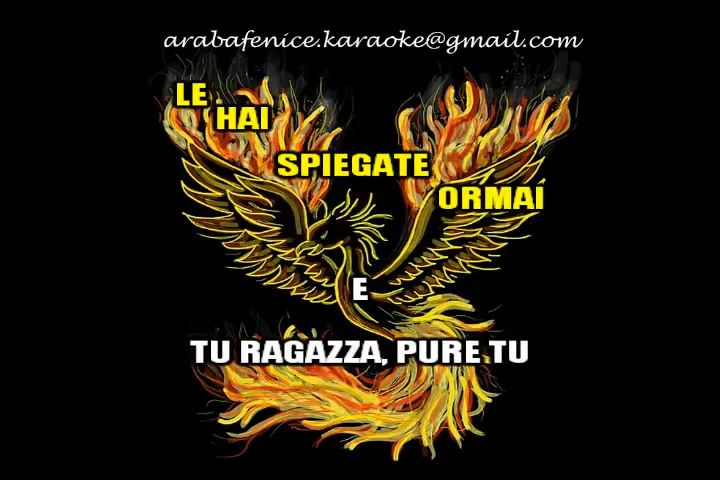 arabafenice.karaoke@gmail.com
LE
HAI
SPIEGATE
ORMAI
E
TU RAGAZZA, PURE TU